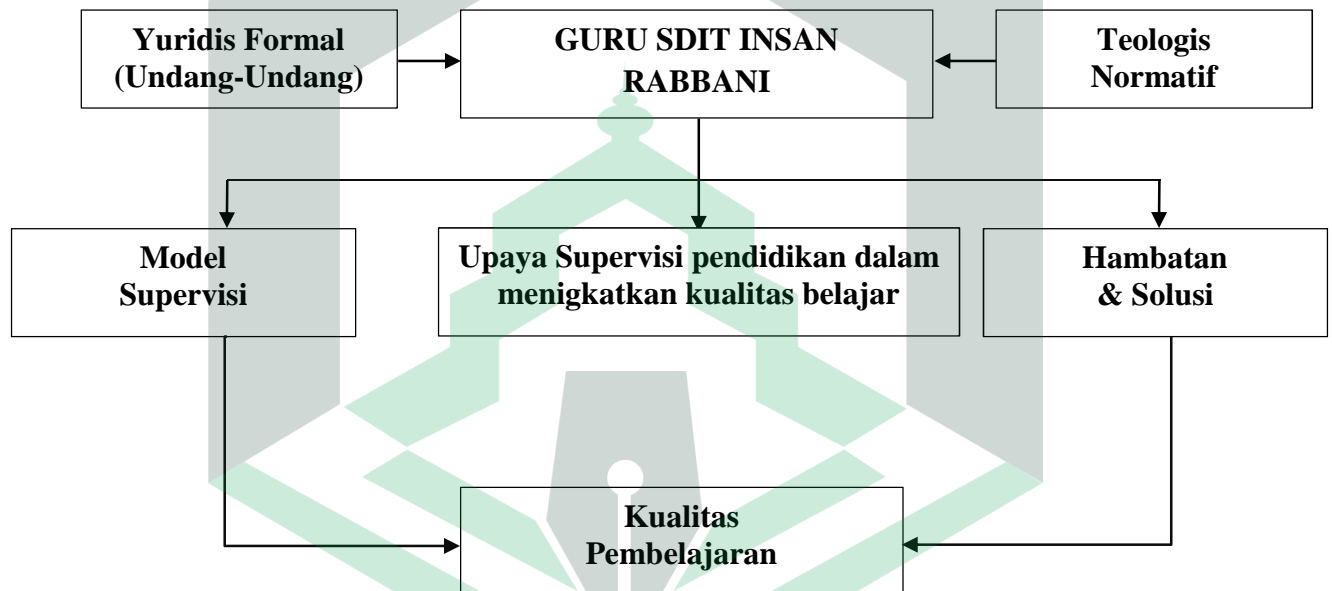 Yuridis Formal
(Undang-Undang)
GURU SDIT INSAN
RABBANI
Teologis
Normatif
Model
Supervisi
Upaya Supervisi pendidikan dalam
menigkatkan kualitas belajar
Hambatan
& Solusi
Kualitas
Pembelajaran